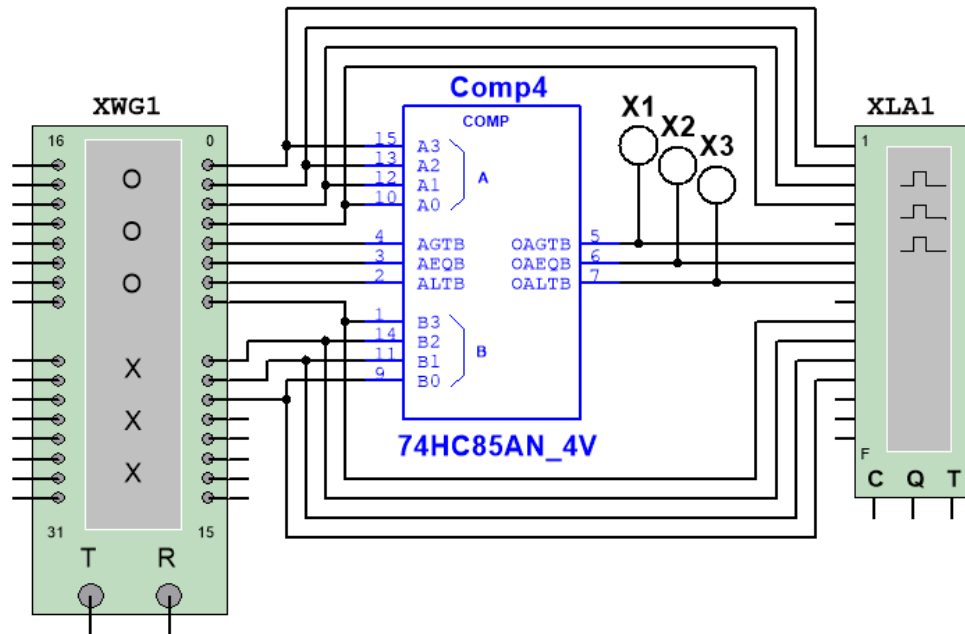 XWG1
16
0
O
O
O
X
X
X
31
15
T
R
Comp4
COMP
15
A3
13
A2
12
A1
10
A0
A
4
AGTB
3
AEQB
2
ALTB
1
B3
14
B2
11
B1
9
B0
B
OAGTB
5
OAEQB
6
OALTB
7
74HC85AN_4V
X1
X2
X3
XLA1
1
F
C Q T